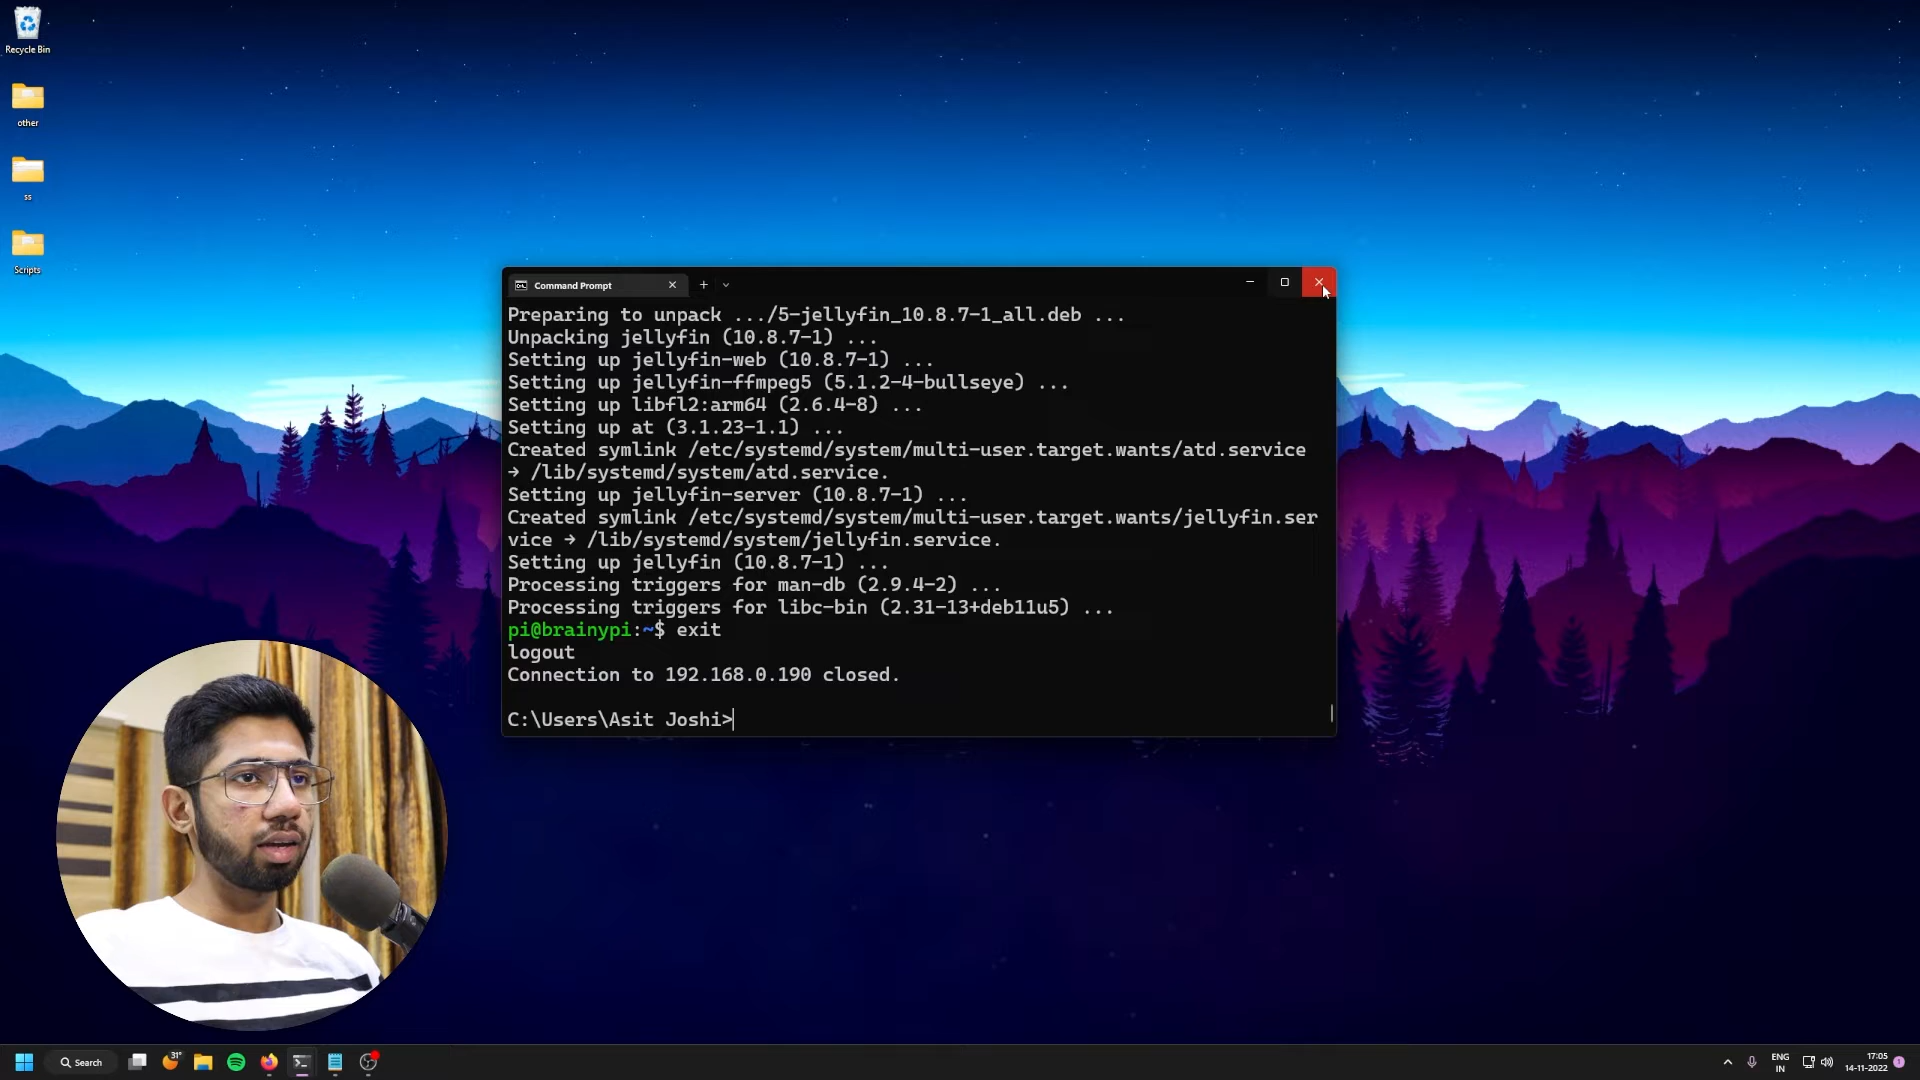 Recycle Bin
other
ss
Scripts
Command Prompt
Preparing to unpack .../5-jellyfin_10.8.7-1_all.deb ...
Unpacking jellyfin (10.8.7-1) ...
Setting up jellyfin-web (10.8.7-1) ...
Setting up jellyfin-ffmpeg5 (5.1.2-4-bullseye) ...
Setting up libfl2:arm64 (2.6.4-8) ...
Setting up at (3.1.23-1.1) ...
Created symlink /etc/systemd/system/multi-user.target.wants/atd.service
→ /lib/systemd/system/atd.service.
Setting up jellyfin-server (10.8.7-1) ...
Created symlink /etc/systemd/system/multi-user.target.wants/jellyfin.ser
vice → /lib/systemd/system/jellyfin.service.
Setting up jellyfin (10.8.7-1) ...
Processing triggers for man-db (2.9.4-2) ...
Processing triggers for libc-bin (2.31-13+deb11u5) ...
pi@brainypi:~$ exit
logout
Connection to 192.168.0.190 closed.
C:\Users\Asit Joshi>
Search
31°
ENG
IN
17:05
14-11-2022
1